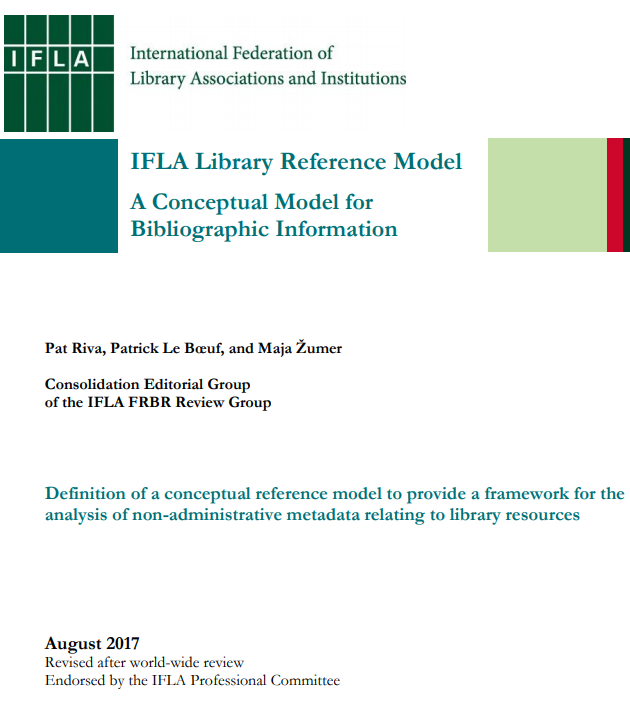 IFLA
International Federation of
Library Associations and Institutions
IFLA Library Reference Model
A Conceptual Model for
Bibliographic Information
Pat Riva, Patrick Le Bœuf, and Maja Žumer
Consolidation Editorial Group
of the IFLA FRBR Review Group
Definition of a conceptual reference model to provide a framework for the
analysis of non-administrative metadata relating to library resources
August 2017
Revised after world-wide review
Endorsed by the IFLA Professional Committee